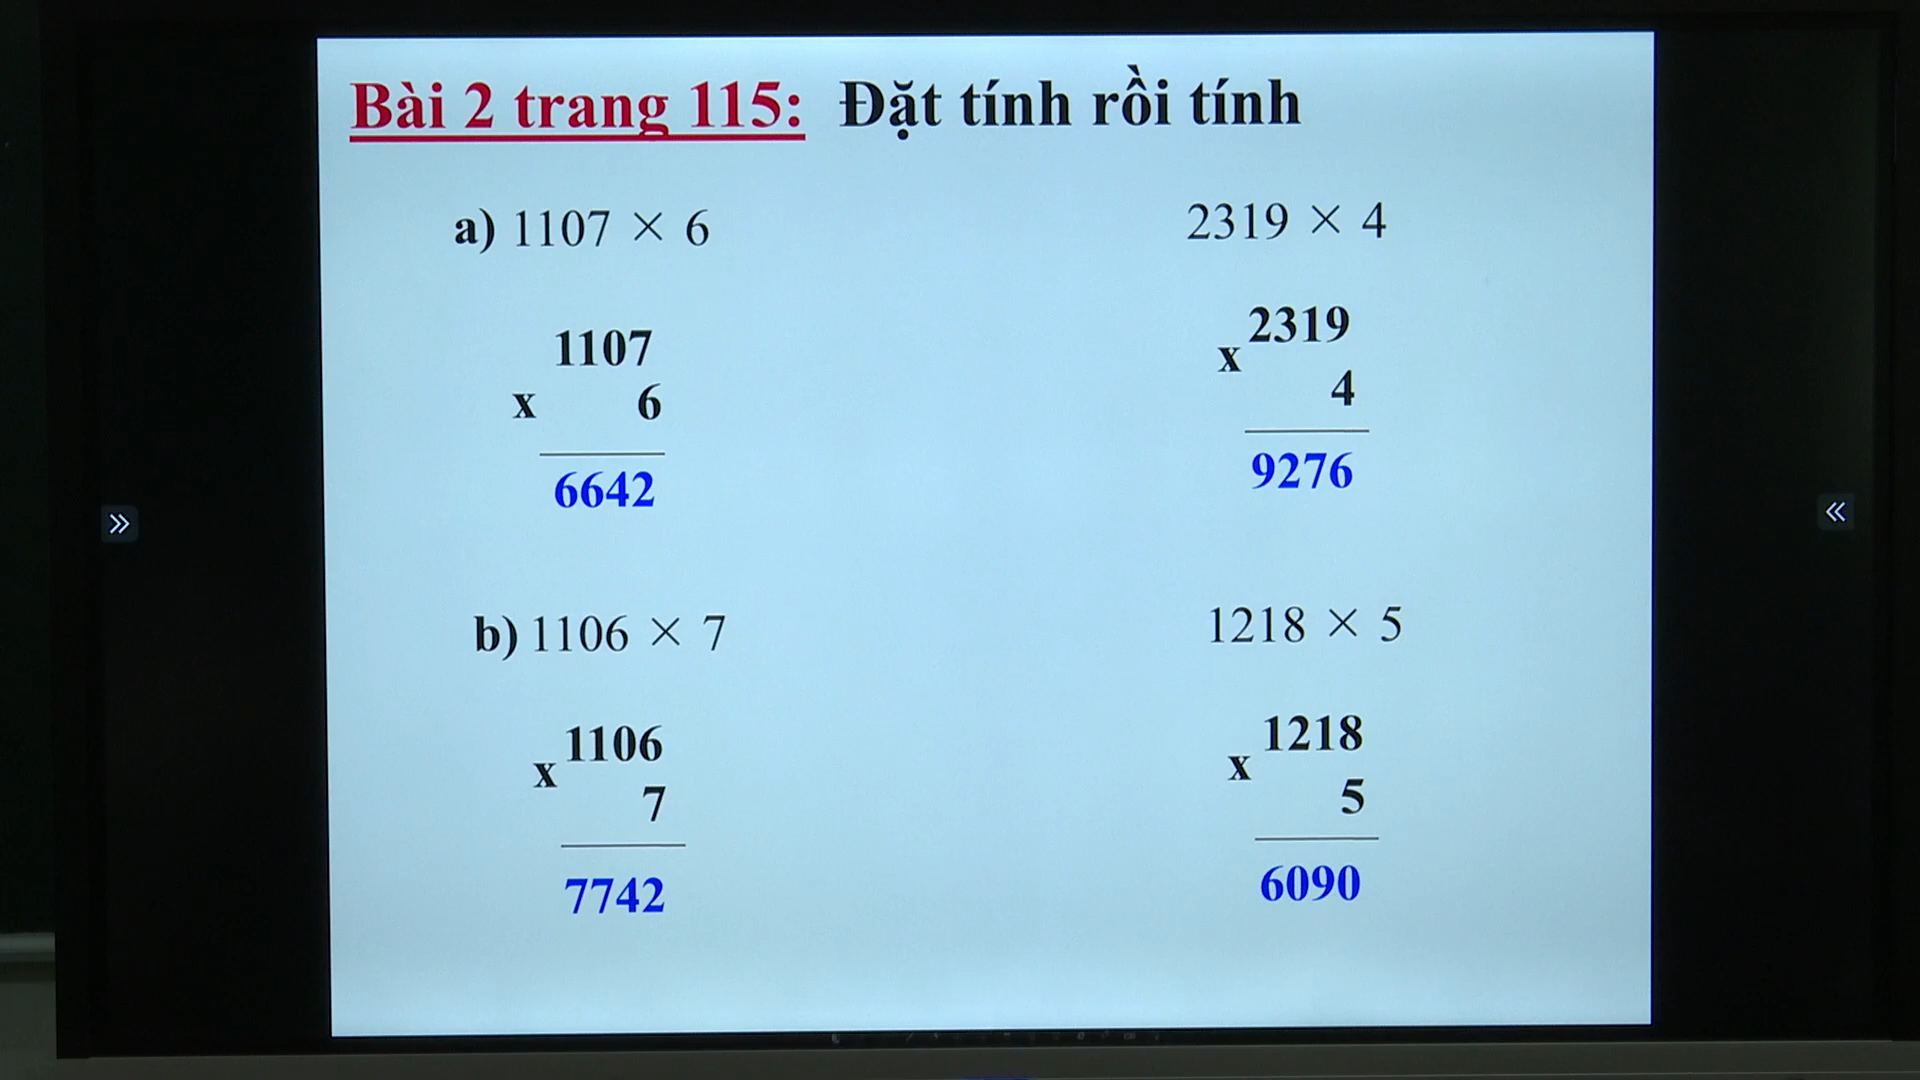 Bài 2 trang 115: Đặt tính rồi tính
a) 1107 × 6
2319 × 4
1107
x 6
6642
2319
x 4
9276
b) 1106 × 7
1218 × 5
1106
x 7
7742
1218
x 5
6090